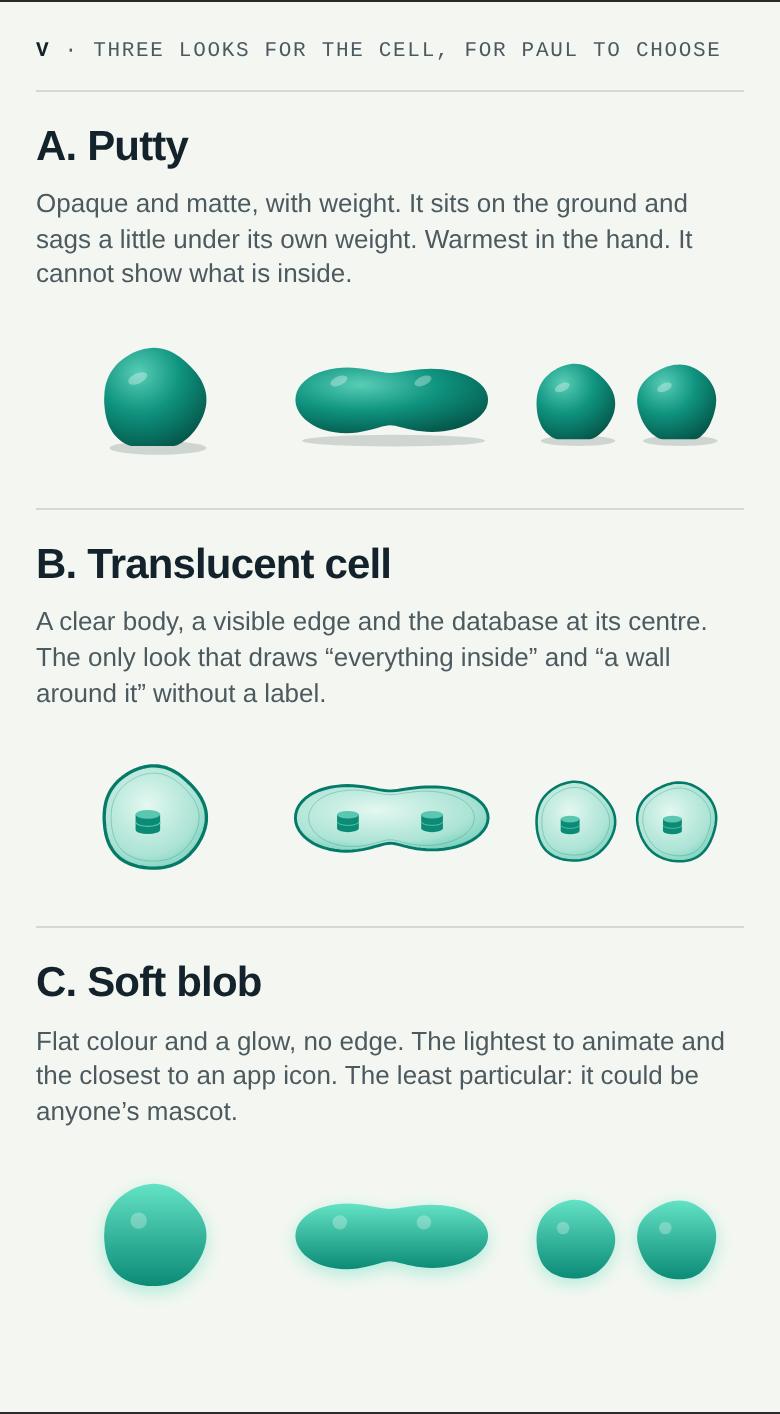 V · THREE LOOKS FOR THE CELL, FOR PAUL TO CHOOSE
A. Putty
Opaque and matte, with weight. It sits on the ground and
sags a little under its own weight. Warmest in the hand. It
cannot show what is inside.
B. Translucent cell
A clear body, a visible edge and the database at its centre.
The only look that draws “everything inside” and “a wall
around it” without a label.
C. Soft blob
Flat colour and a glow, no edge. The lightest to animate and
the closest to an app icon. The least particular: it could be
anyone’s mascot.